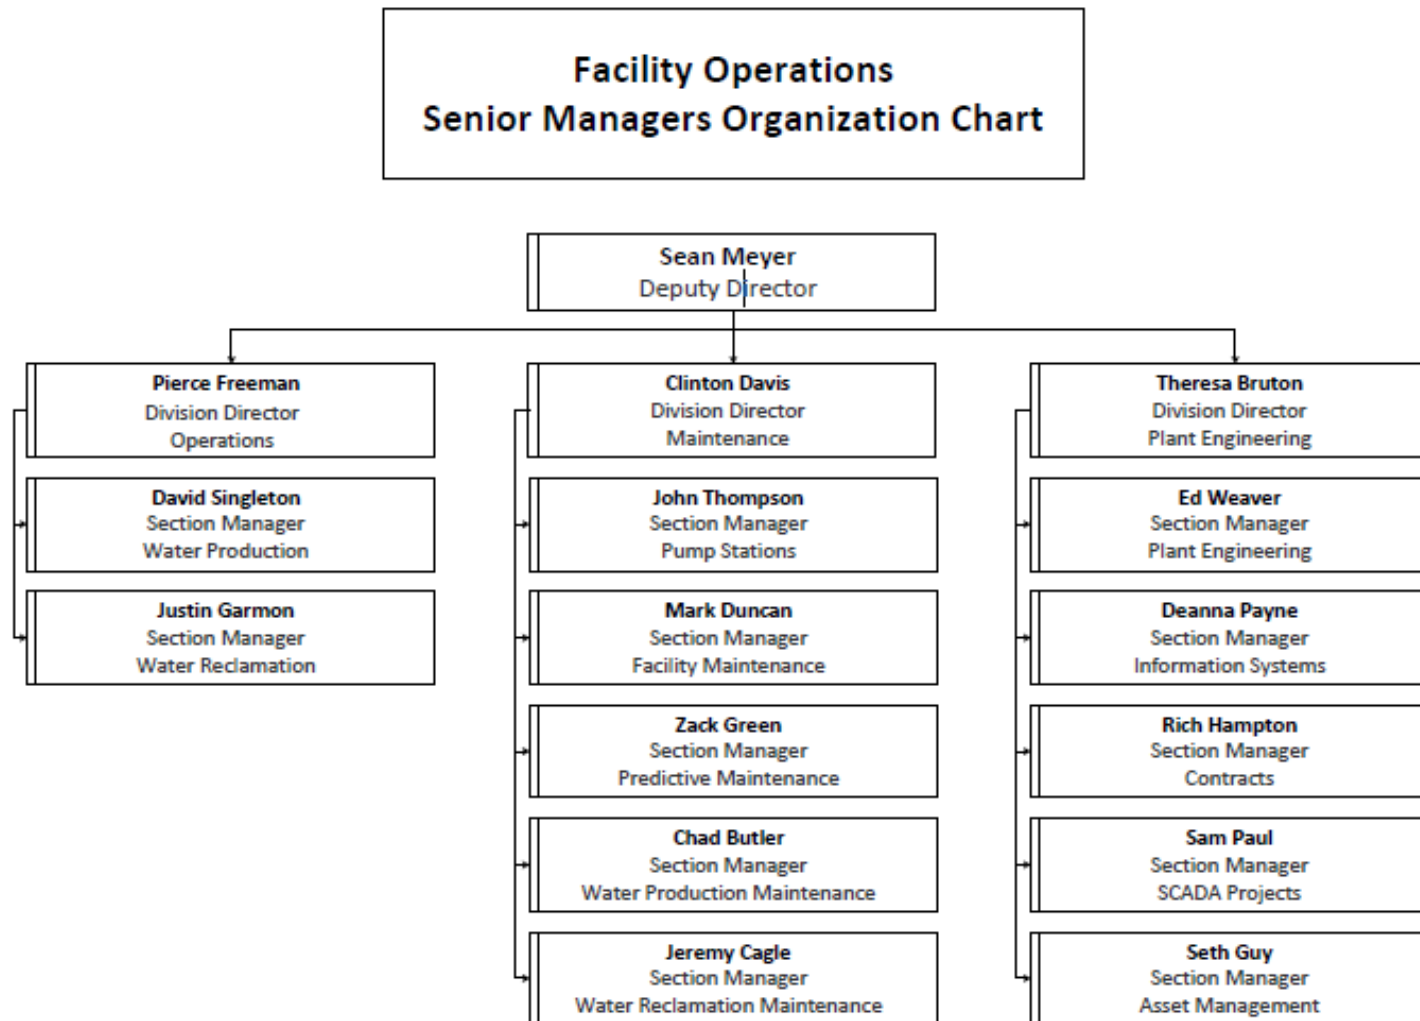 Facility Operations
Senior Managers Organization Chart
Sean Meyer
Deputy Director
Pierce Freeman
Division Director
Operations
David Singleton
Section Manager
Water Production
Justin Garmon
Section Manager
Water Reclamation
Clinton Davis
Division Director
Maintenance
John Thompson
Section Manager
Pump Stations
Mark Duncan
Section Manager
Facility Maintenance
Zack Green
Section Manager
Predictive Maintenance
Chad Butler
Section Manager
Water Production Maintenance
Jeremy Cagle
Section Manager
Water Reclamation Maintenance
Theresa Bruton
Division Director
Plant Engineering
Ed Weaver
Section Manager
Plant Engineering
Deanna Payne
Section Manager
Information Systems
Rich Hampton
Section Manager
Contracts
Sam Paul
Section Manager
SCADA Projects
Seth Guy
Section Manager
Asset Management